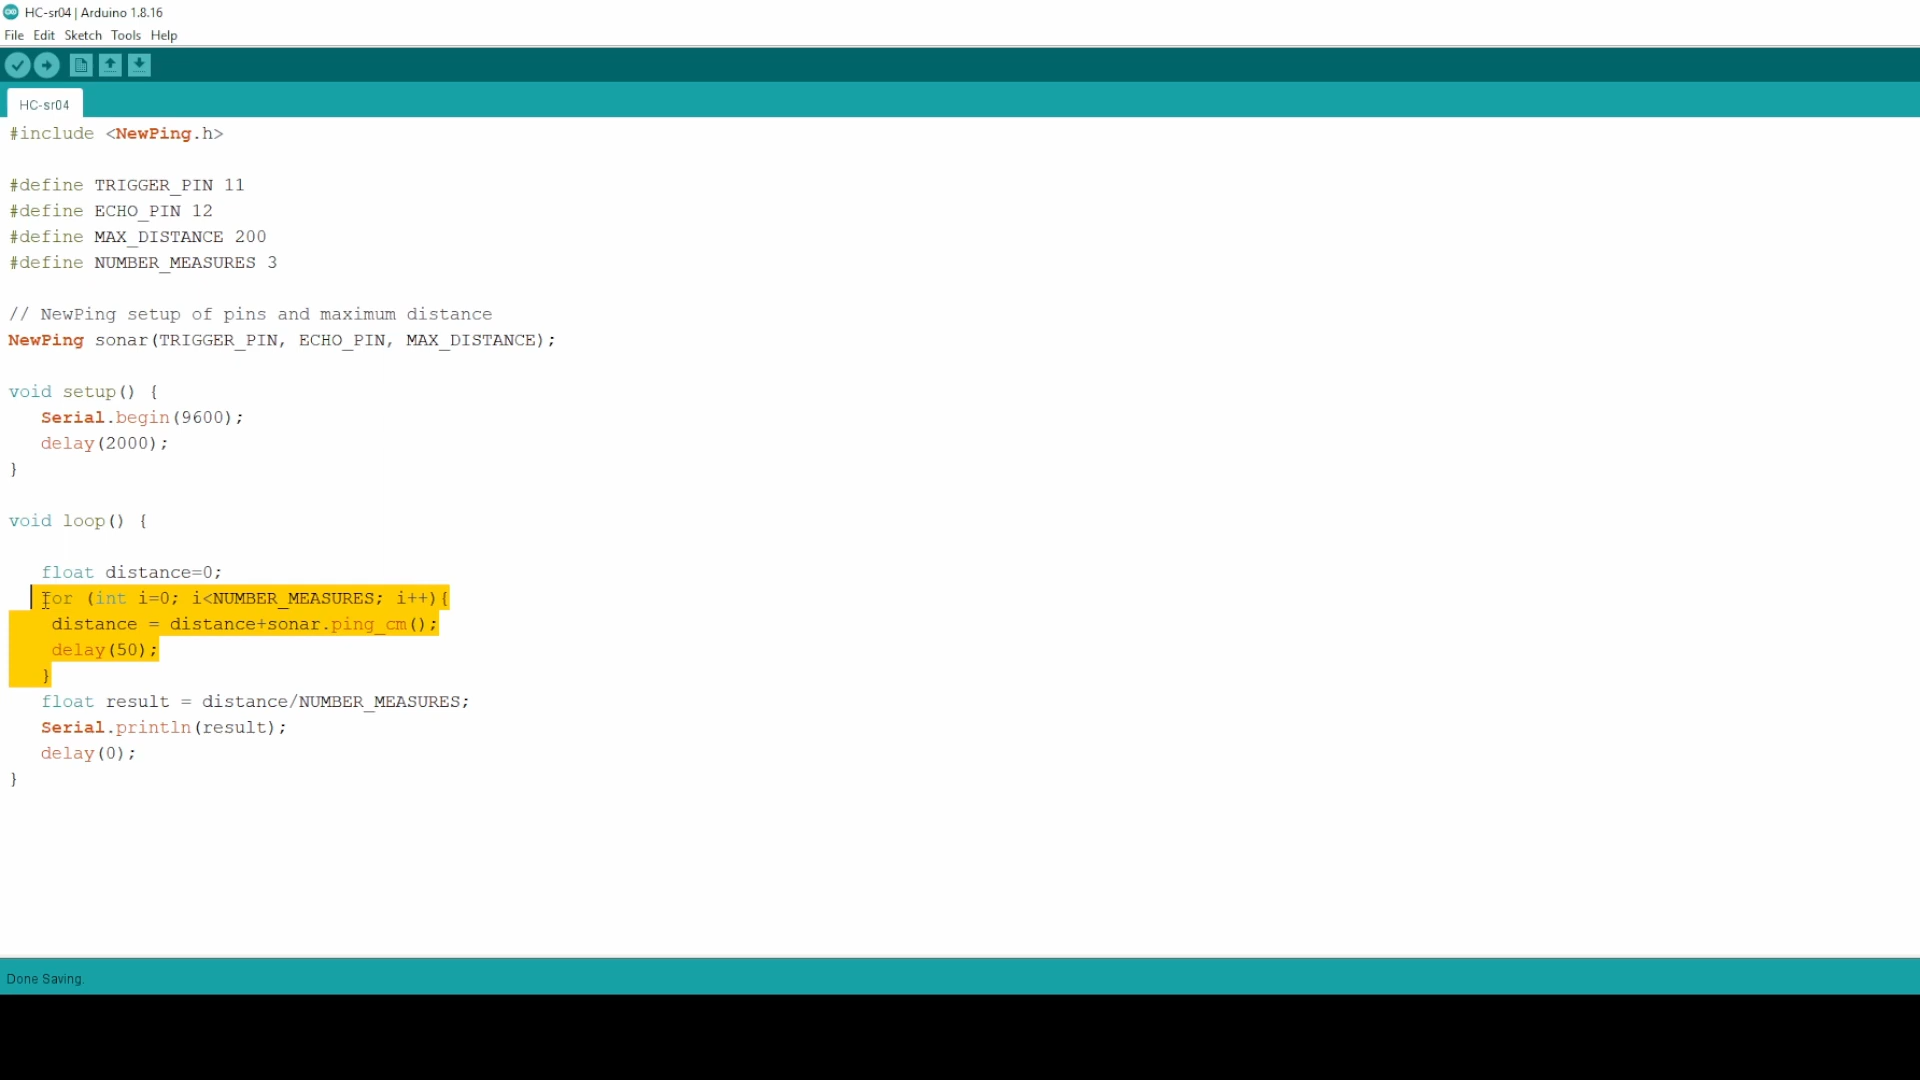 HC-sr04 | Arduino 1.8.16
File Edit Sketch Tools Help
HC-sr04
#include <NewPing.h>
#define TRIGGER_PIN 11
#define ECHO_PIN 12
#define MAX_DISTANCE 200
#define NUMBER_MEASURES 3
// NewPing setup of pins and maximum distance
NewPing sonar(TRIGGER_PIN, ECHO_PIN, MAX_DISTANCE);
void setup() {
Serial.begin(9600);
delay(2000);
}
void loop() {
float distance=0;
for (int i=0; i<NUMBER_MEASURES; i++){
distance = distance+sonar.ping_cm();
delay(50);
}
float result = distance/NUMBER_MEASURES;
Serial.println(result);
delay(0);
}
Done Saving.